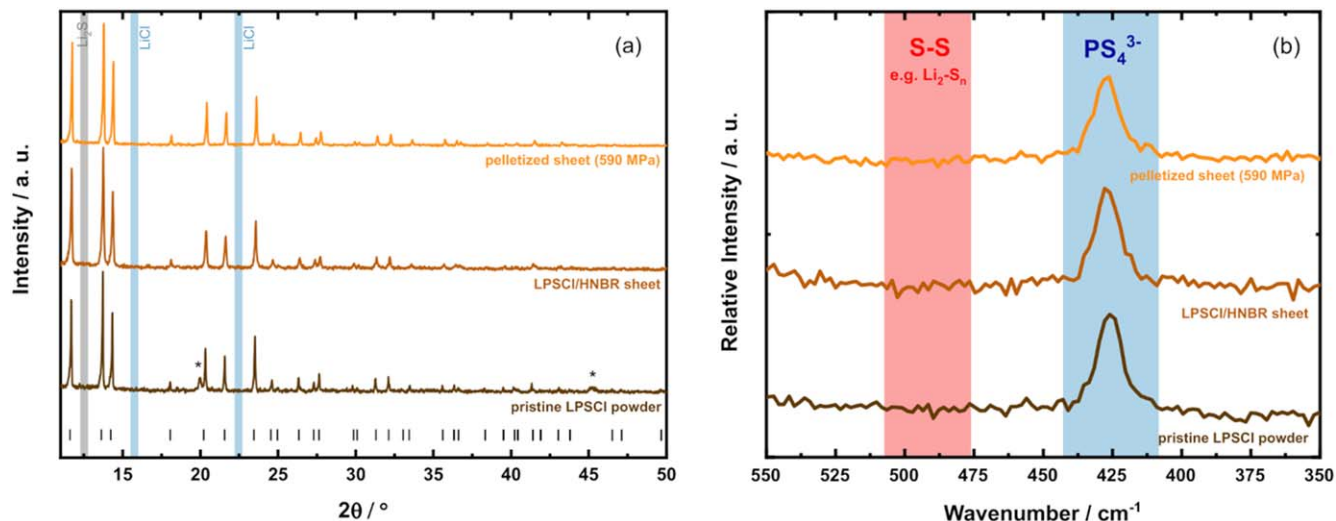 (a)
Li₂S
LiCl
LiCl
Intensity / a. u.
pelletized sheet (590 MPa)
LPSCl/HNBR sheet
*
*
pristine LPSCl powder
15 20 25 30 35 40 45 50
2θ / °
(b)
S-S
e.g. Li₂-Sₙ
PS₄³⁻
Relative Intensity / a. u.
pelletized sheet (590 MPa)
LPSCl/HNBR sheet
pristine LPSCl powder
550 525 500 475 450 425 400 375 350
Wavenumber / cm⁻¹